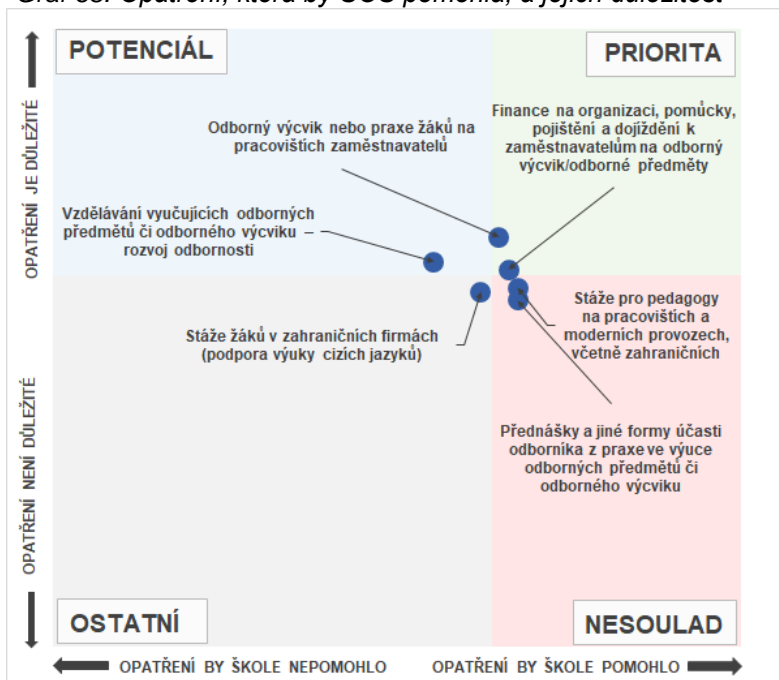 Opatření, která by SOŠ pomohla, a jejich důležitost
POTENCIÁL
PRIORITA
Odborný výcvik nebo praxe žáků na
pracovištích zaměstnavatelů
Finance na organizaci, pomůcky,
pojištění a dojíždění k
zaměstnavatelům na odborný
výcvik/odborné předměty
Vzdělávání vyučujících odborných
předmětů či odborného výcviku –
rozvoj odbornosti
Stáže žáků v zahraničních firmách
(podpora výuky cizích jazyků)
Stáže pro pedagogy
na pracovištích a
moderních provozech,
včetně zahraničních
Přednášky a jiné formy účasti
odborníka z praxe ve výuce
odborných předmětů či
odborného výcviku
OSTATNÍ
NESOULAD
OPATŘENÍ JE DŮLEŽITÉ
OPATŘENÍ NENÍ DŮLEŽITÉ
OPATŘENÍ BY ŠKOLE NEPOMOHLO
OPATŘENÍ BY ŠKOLE POMOHLO